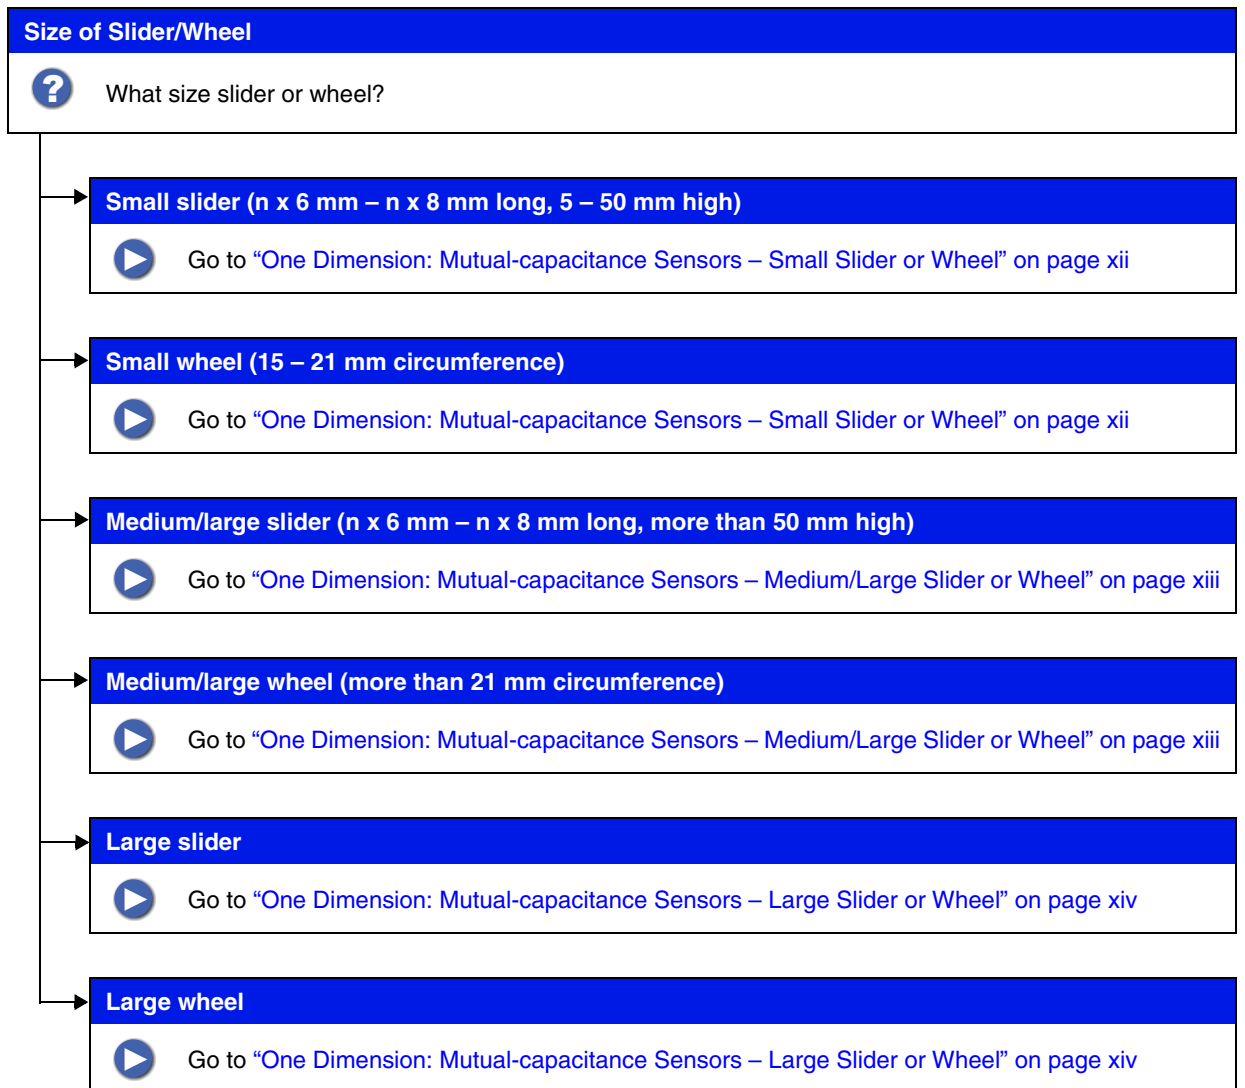 Size of Slider/Wheel
?
What size slider or wheel?
Small slider (n x 6 mm – n x 8 mm long, 5 – 50 mm high)
Go to “One Dimension: Mutual-capacitance Sensors – Small Slider or Wheel” on page xii
Small wheel (15 – 21 mm circumference)
Go to “One Dimension: Mutual-capacitance Sensors – Small Slider or Wheel” on page xii
Medium/large slider (n x 6 mm – n x 8 mm long, more than 50 mm high)
Go to “One Dimension: Mutual-capacitance Sensors – Medium/Large Slider or Wheel” on page xiii
Medium/large wheel (more than 21 mm circumference)
Go to “One Dimension: Mutual-capacitance Sensors – Medium/Large Slider or Wheel” on page xiii
Large slider
Go to “One Dimension: Mutual-capacitance Sensors – Large Slider or Wheel” on page xiv
Large wheel
Go to “One Dimension: Mutual-capacitance Sensors – Large Slider or Wheel” on page xiv